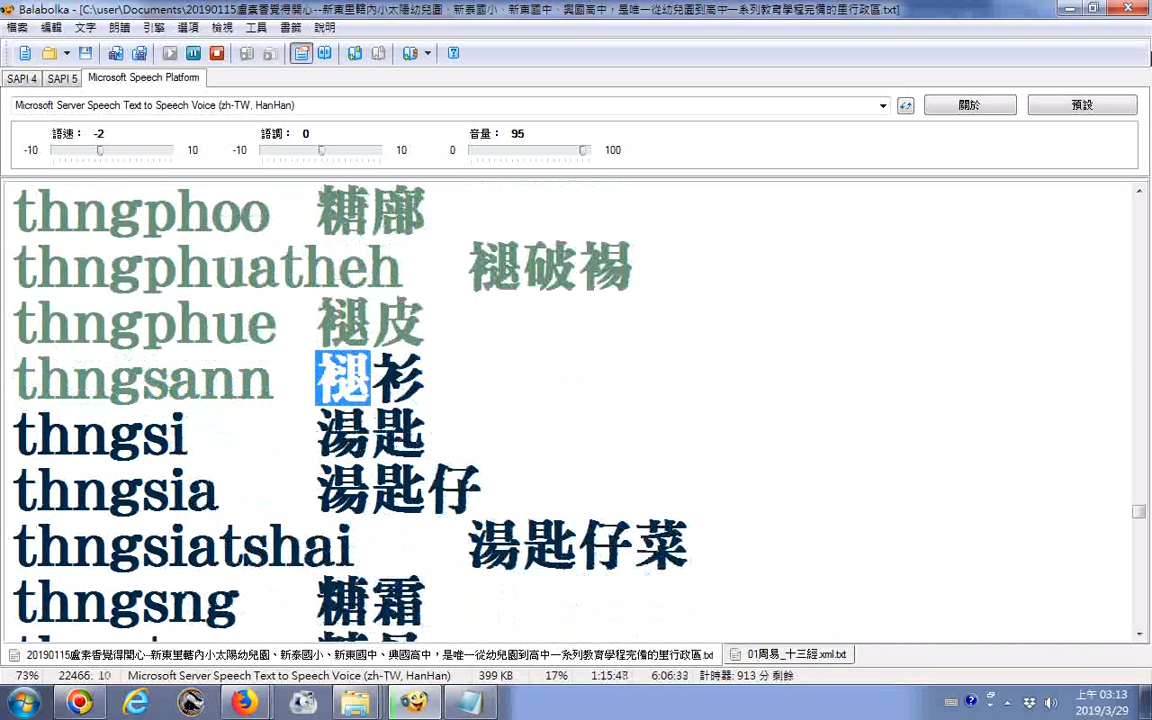 Balabolka - [C:\user\Documents\20190115盧素香覺得開心--新東里轄內小太陽幼兒園、新泰國小、新東國中、興國高中，是唯一從幼兒園到高中一系列教育學程完備的里行政區.txt]
檔案 編輯 文字 朗讀 引擎 選項 檢視 工具 書籤 說明
SAPI 4 SAPI 5 Microsoft Speech Platform
Microsoft Server Speech Text to Speech Voice (zh-TW, HanHan) 關於 預設
語速： -2 語調： 0 音量： 95
-10 10 -10 10 0 100
thngphoo 糖廍
thngphuatheh 褪破裼
thngphue 褪皮
thngsann 褪衫
thngsi 湯匙
thngsia 湯匙仔
thngsiatshai 湯匙仔菜
thngsng 糖霜
20190115盧素香覺得開心--新東里轄內小太陽幼兒園、新泰國小、新東國中、興國高中，是唯一從幼兒園到高中一系列教育學程完備的里行政區.txt 01周易_十三經.xml.txt
73% 22466: 10 Microsoft Server Speech Text to Speech Voice (zh-TW, HanHan) 399 KB 17% 1:15:48 6:06:33 計時器: 913 分 剩餘
上午 03:13
2019/3/29